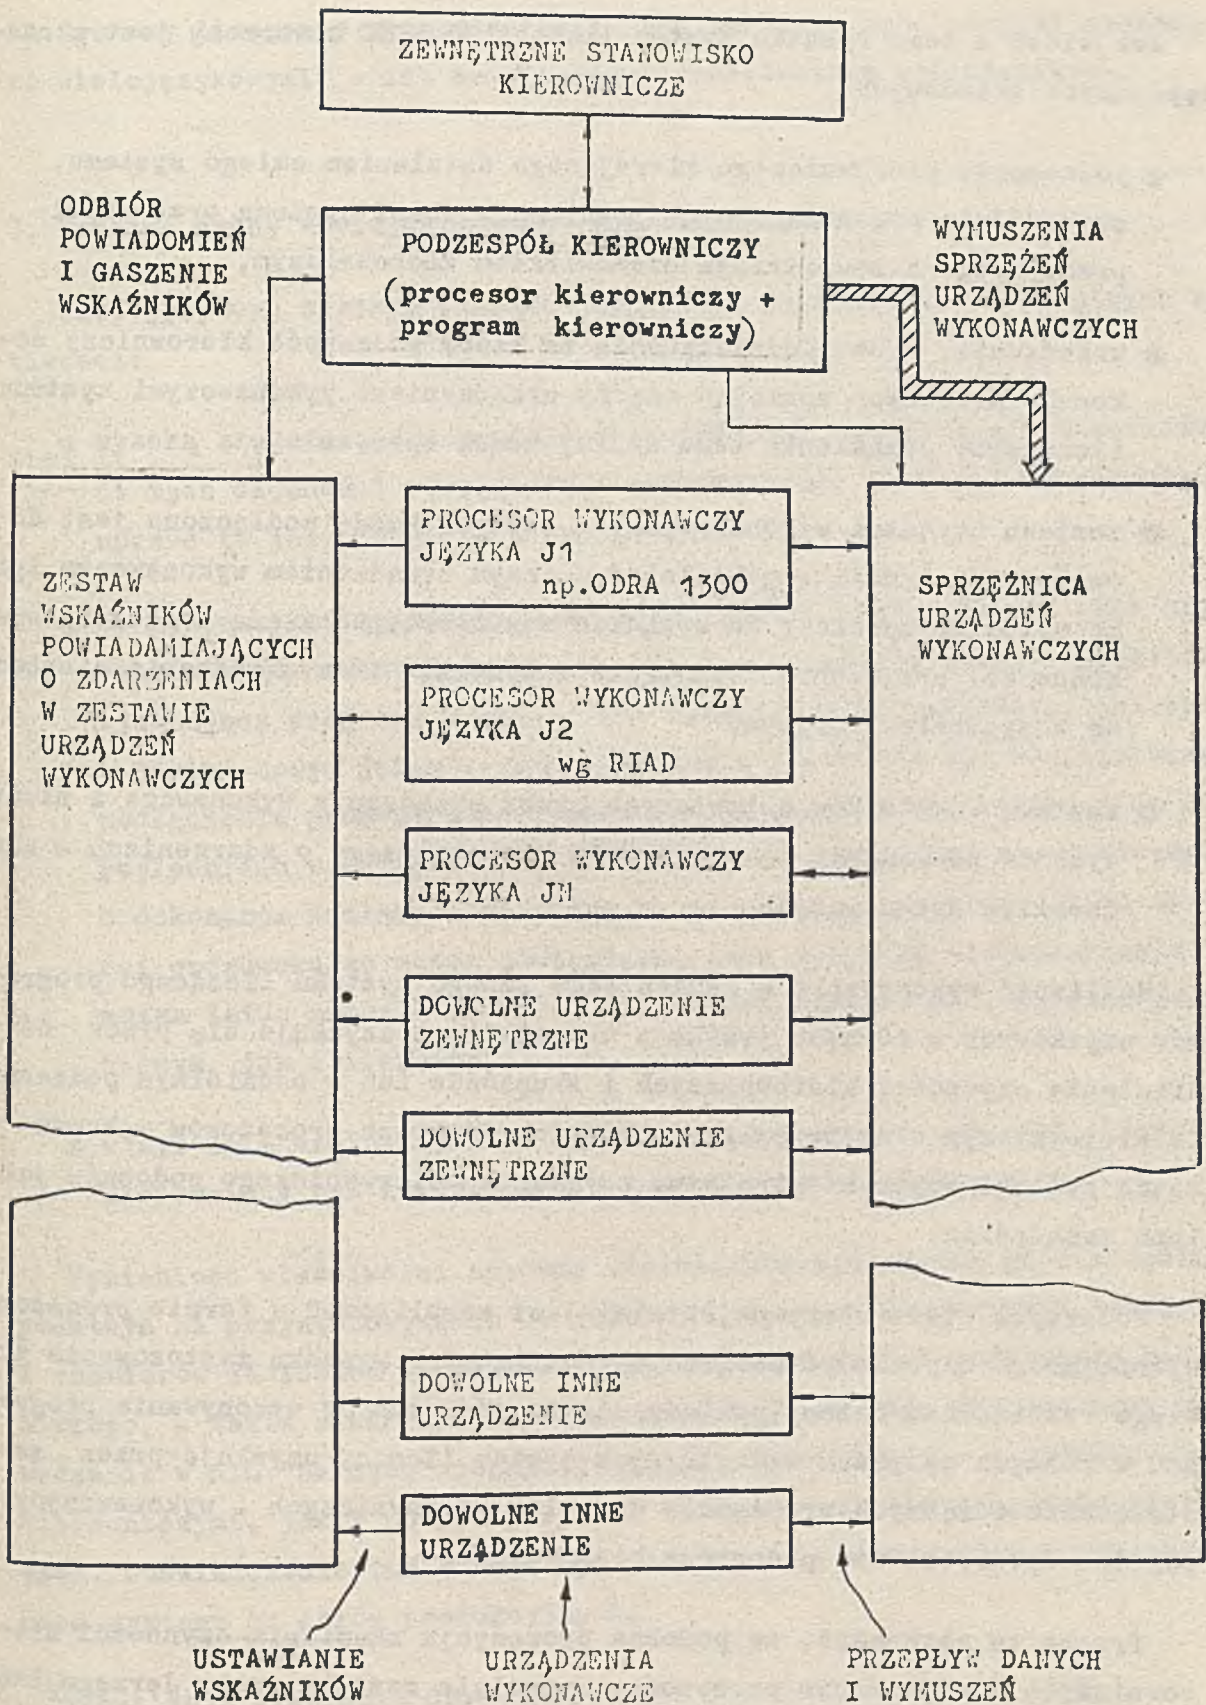 ZEWNĘTRZNE STANOWISKO
KIEROWNICZE
ODBIÓR
POWIADOMIEŃ
I GASZENIE
WSKAŹNIKÓW
PODZESPÓŁ KIEROWNICZY
(procesor kierowniczy +
program kierowniczy)
WYMUSZENIA
SPRZĘŻEŃ
URZĄDZEŃ
WYKONAWCZYCH
ZESTAW
WSKAŹNIKÓW
POWIADAMIAJĄCYCH
O ZDARZENIACH
W ZESTAWIE
URZĄDZEŃ
WYKONAWCZYCH
PROCESOR WYKONAWCZY
JĘZYKA J1
np.ODRA 1300
PROCESOR WYKONAWCZY
JĘZYKA J2
wg RIAD
PROCESOR WYKONAWCZY
JĘZYKA JN
DOWOLNE URZĄDZENIE
ZEWNĘTRZNE
DOWOLNE URZĄDZENIE
ZEWNĘTRZNE
DOWOLNE INNE
URZĄDZENIE
DOWOLNE INNE
URZĄDZENIE
SPRZĘŹNICA
URZĄDZEŃ
WYKONAWCZYCH
USTAWIANIE
WSKAŹNIKÓW
URZĄDZENIA
WYKONAWCZE
PRZEPŁYW DANYCH
I WYMUSZEŃ